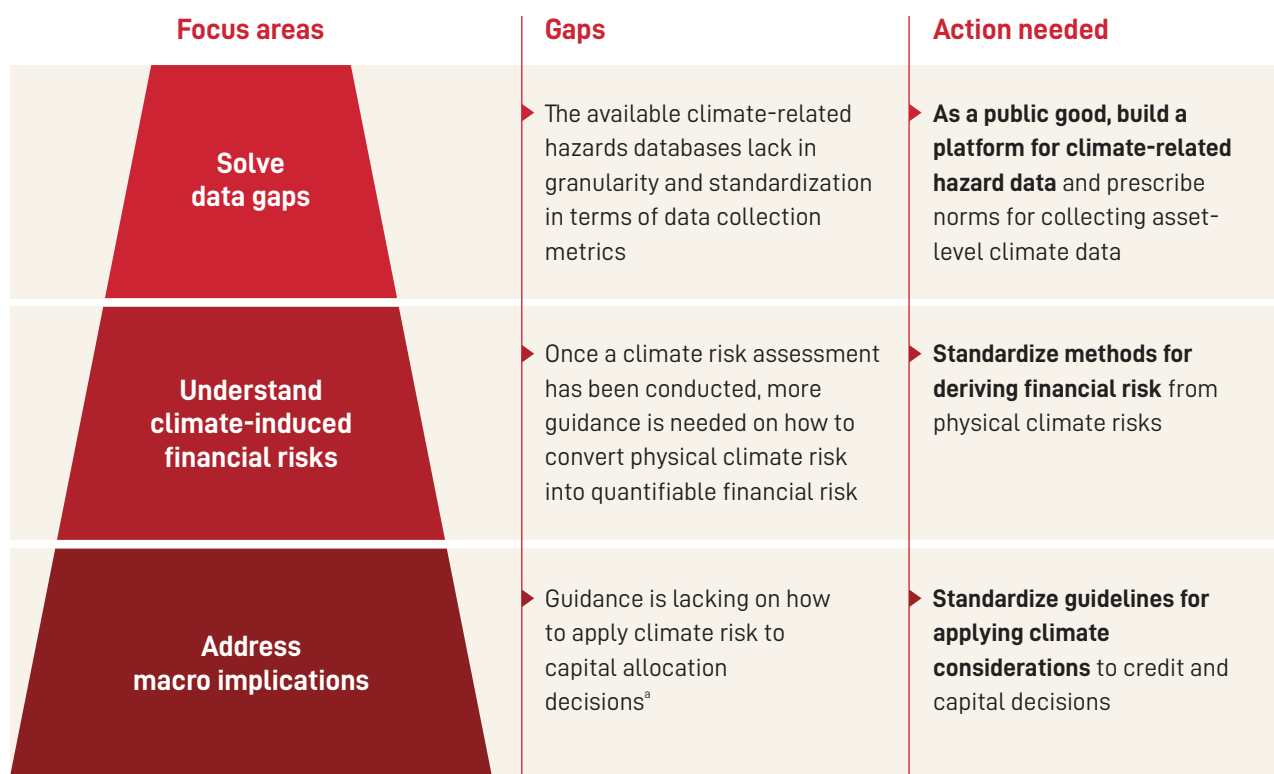 Focus areas
Gaps
Action needed
Solve
data gaps
The available climate-related
hazards databases lack in
granularity and standardization
in terms of data collection
metrics
As a public good, build a
platform for climate-related
hazard data and prescribe
norms for collecting asset-
level climate data
Understand
climate-induced
financial risks
Once a climate risk assessment
has been conducted, more
guidance is needed on how to
convert physical climate risk
into quantifiable financial risk
Standardize methods for
deriving financial risk from
physical climate risks
Address
macro implications
Guidance is lacking on how
to apply climate risk to
capital allocation
decisionsᵃ
Standardize guidelines for
applying climate
considerations to credit and
capital decisions